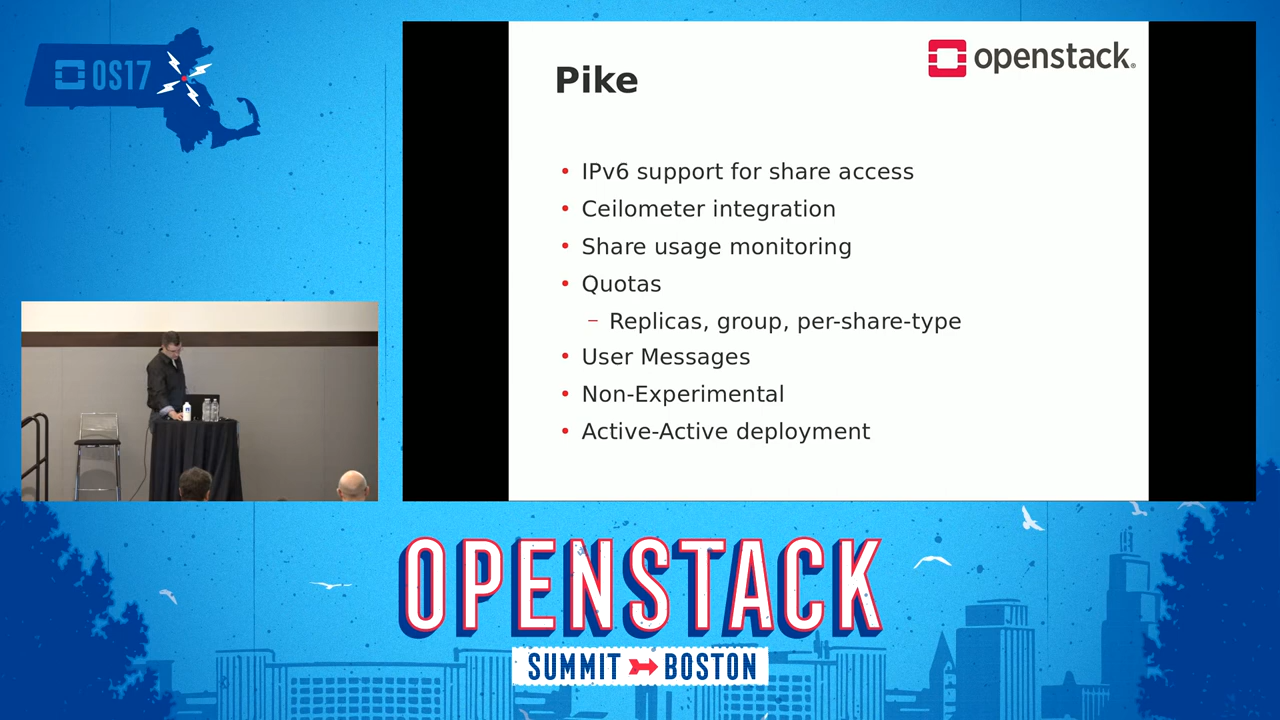 OS17
openstack.
Pike
• IPv6 support for share access
• Ceilometer integration
• Share usage monitoring
• Quotas
– Replicas, group, per-share-type
• User Messages
• Non-Experimental
• Active-Active deployment
OPENSTACK
SUMMIT BOSTON